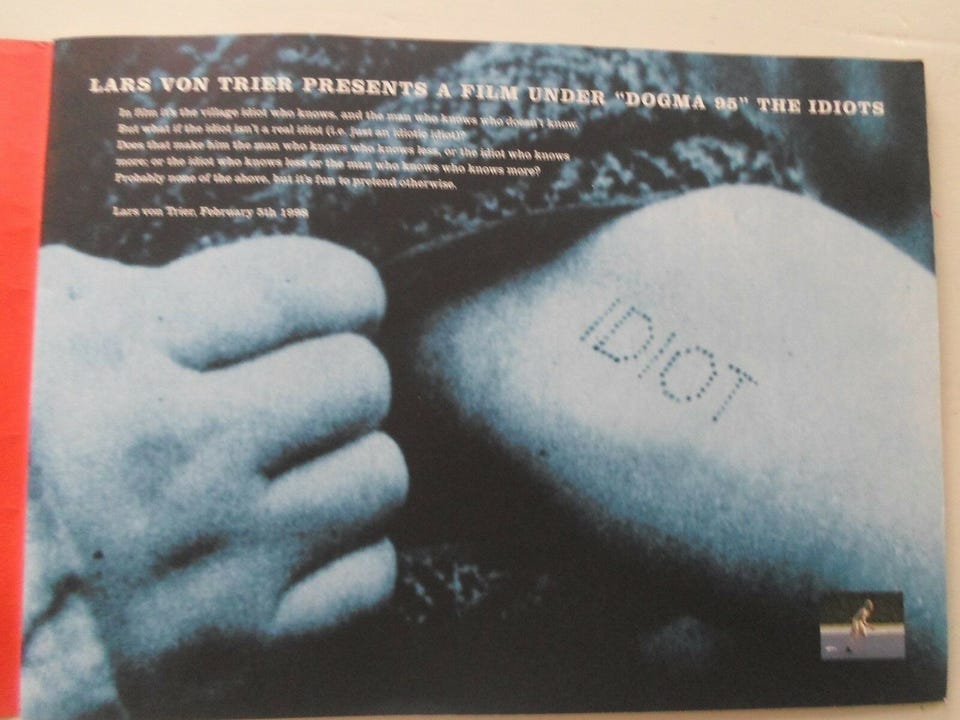 LARS VON TRIER PRESENTS A FILM UNDER "DOGMA 95" THE IDIOTS
In film it's the village idiot who knows, and the man who knows who doesn't know.
But what if the idiot isn't a real idiot (i.e. just an idiotic idiot)?
Does that make him the man who knows who knows less, or the idiot who knows
more; or the idiot who knows less or the man who knows who knows more?
Probably none of the above, but it's fun to pretend otherwise.
Lars von Trier, February 5th 1998
IDIOT